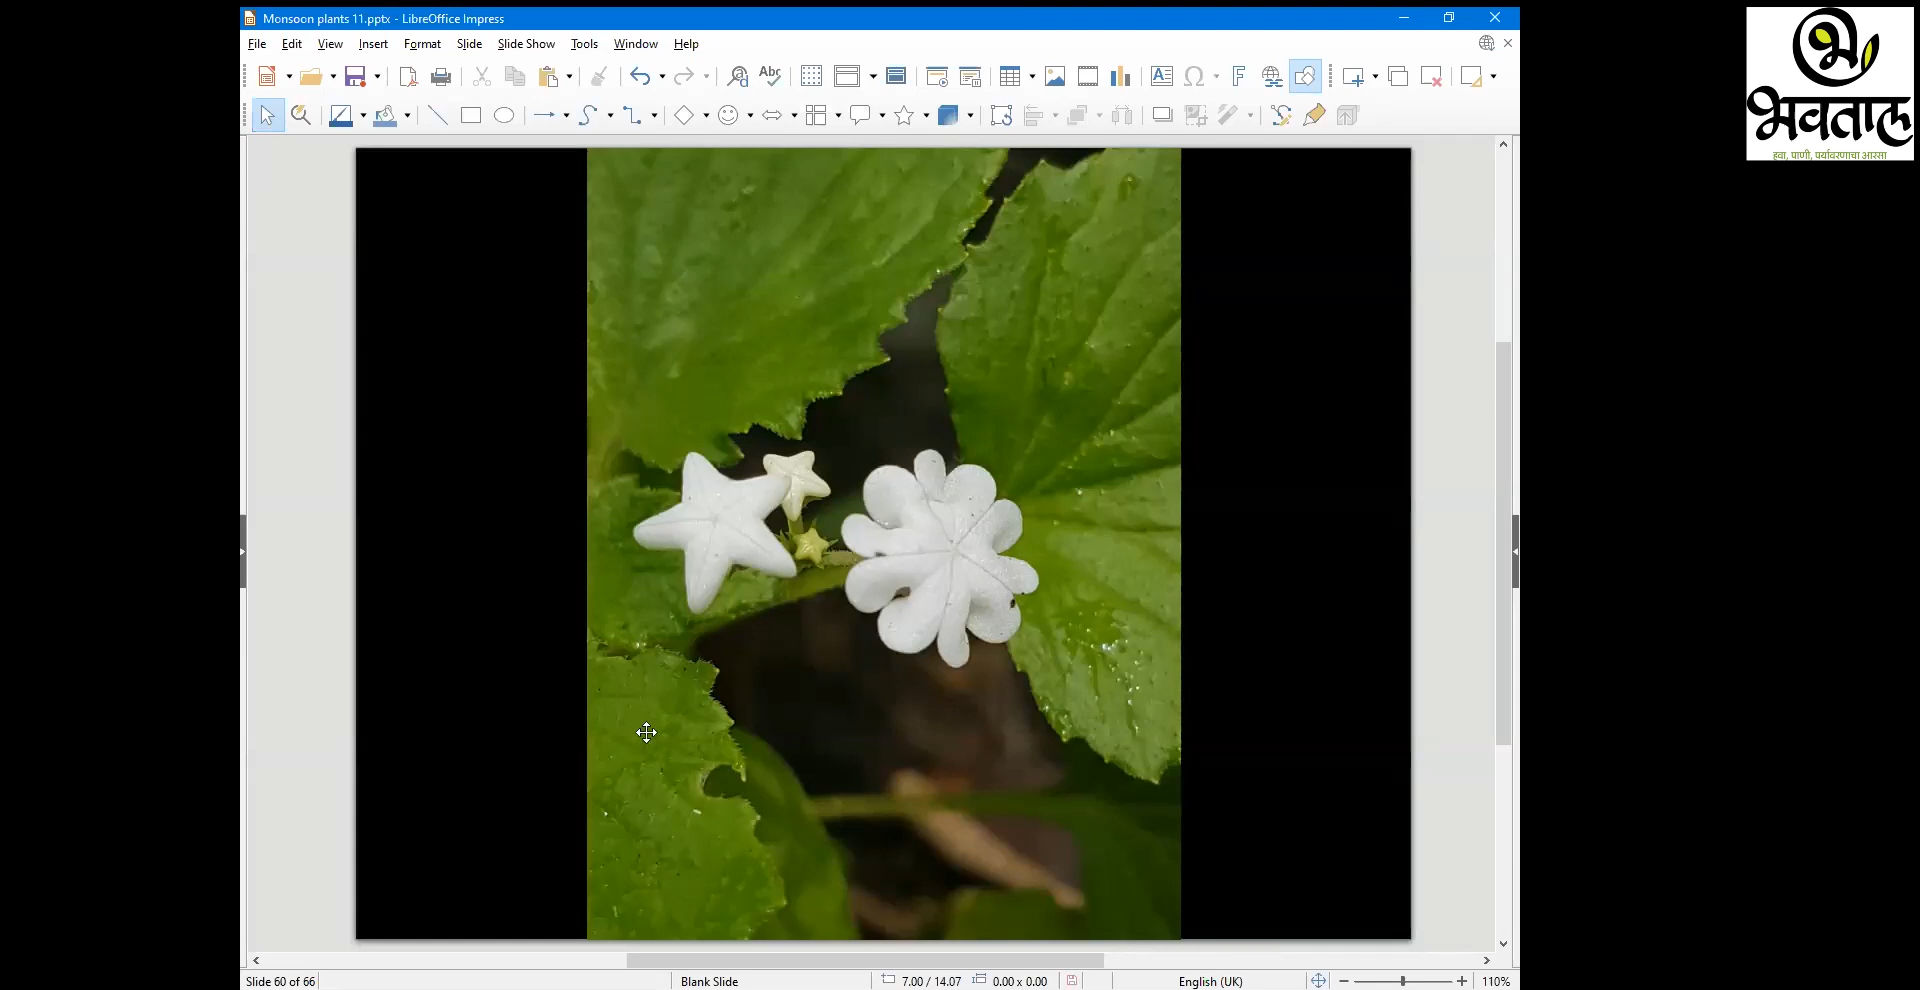 Monsoon plants 11.pptx - LibreOffice Impress
File Edit View Insert Format Slide Slide Show Tools Window Help
Abc
भवताल
हवा, पाणी, पर्यावरणाचा आरसा
Slide 60 of 66 Blank Slide 7.00 / 14.07 0.00 x 0.00 English (UK) 110%